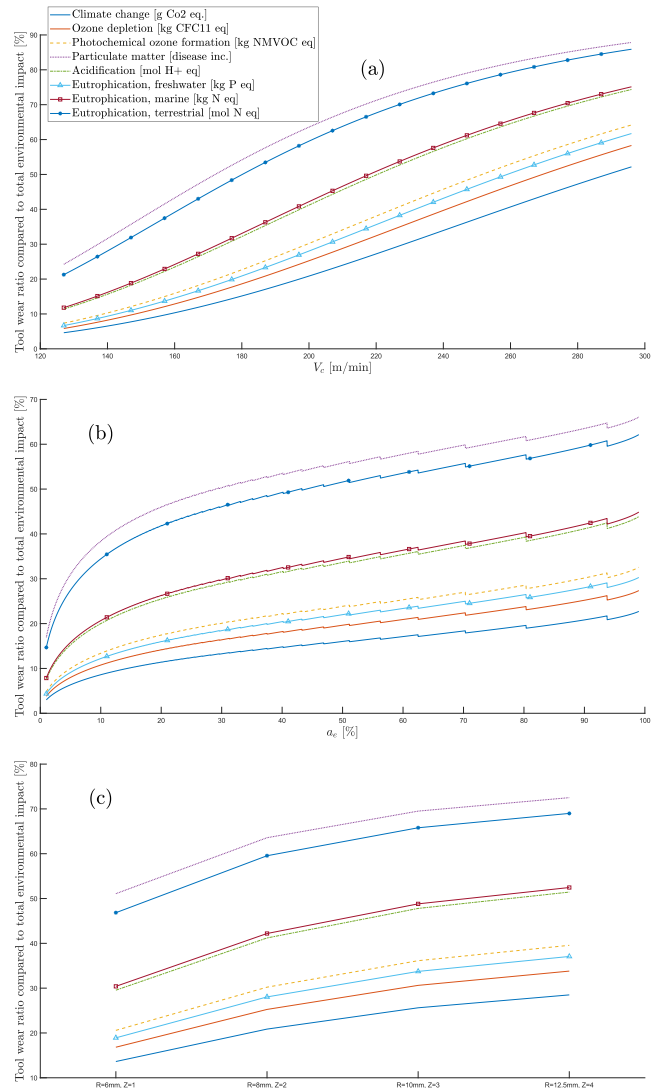 Climate change [g Co2 eq.]
Ozone depletion [kg CFC11 eq]
Photochemical ozone formation [kg NMVOC eq]
Particulate matter [disease inc.]
Acidification [mol H+ eq]
Eutrophication, freshwater [kg P eq]
Eutrophication, marine [kg N eq]
Eutrophication, terrestrial [mol N eq]
(a)
Tool wear ratio compared to total environmental impact [%]
90
80
70
60
50
40
30
20
10
0
120 140 160 180 200 220 240 260 280 300
V_c [m/min]
(b)
Tool wear ratio compared to total environmental impact [%]
70
60
50
40
30
20
10
0
0 10 20 30 40 50 60 70 80 90 100
a_e [%]
(c)
Tool wear ratio compared to total environmental impact [%]
80
70
60
50
40
30
20
10
R=6mm, Z=1 R=8mm, Z=2 R=10mm, Z=3 R=12.5mm, Z=4